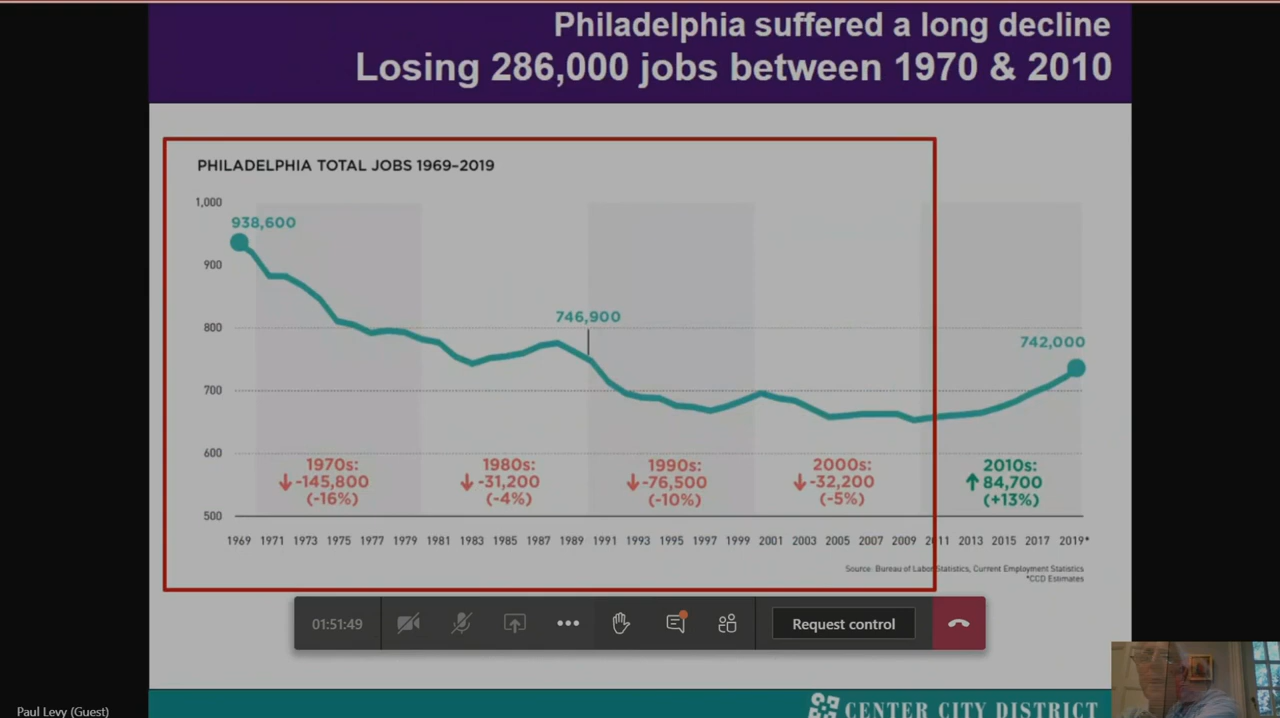 Philadelphia suffered a long decline
Losing 286,000 jobs between 1970 & 2010
PHILADELPHIA TOTAL JOBS 1969–2019
1,000
938,600
900
800
746,900
742,000
700
600
1970s:
-145,800
(-16%)
1980s:
-31,200
(-4%)
1990s:
-76,500
(-10%)
2000s:
-32,200
(-5%)
2010s:
84,700
(+13%)
500
1969 1971 1973 1975 1977 1979 1981 1983 1985 1987 1989 1991 1993 1995 1997 1999 2001 2003 2005 2007 2009 2011 2013 2015 2017 2019*
Source: Bureau of Labor Statistics, Current Employment Statistics
*CCD Estimates
01:51:49
Request control
Paul Levy (Guest)
CENTER CITY DISTRICT